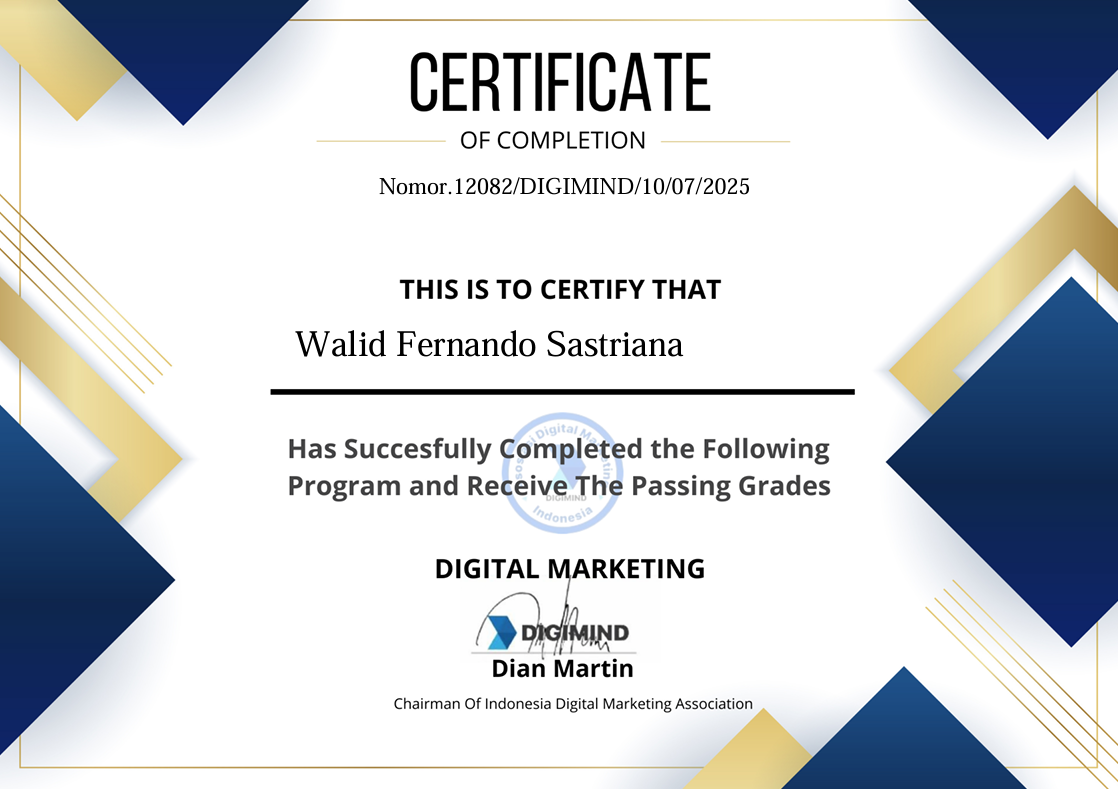 CERTIFICATE
OF COMPLETION
Nomor.12082/DIGIMIND/10/07/2025
THIS IS TO CERTIFY THAT
Walid Fernando Sastriana
Has Succesfully Completed the Following
Program and Receive The Passing Grades
Digital
DIGIMIND
Indonesia
DIGITAL MARKETING
DIGIMIND
Dian Martin
Chairman Of Indonesia Digital Marketing Association